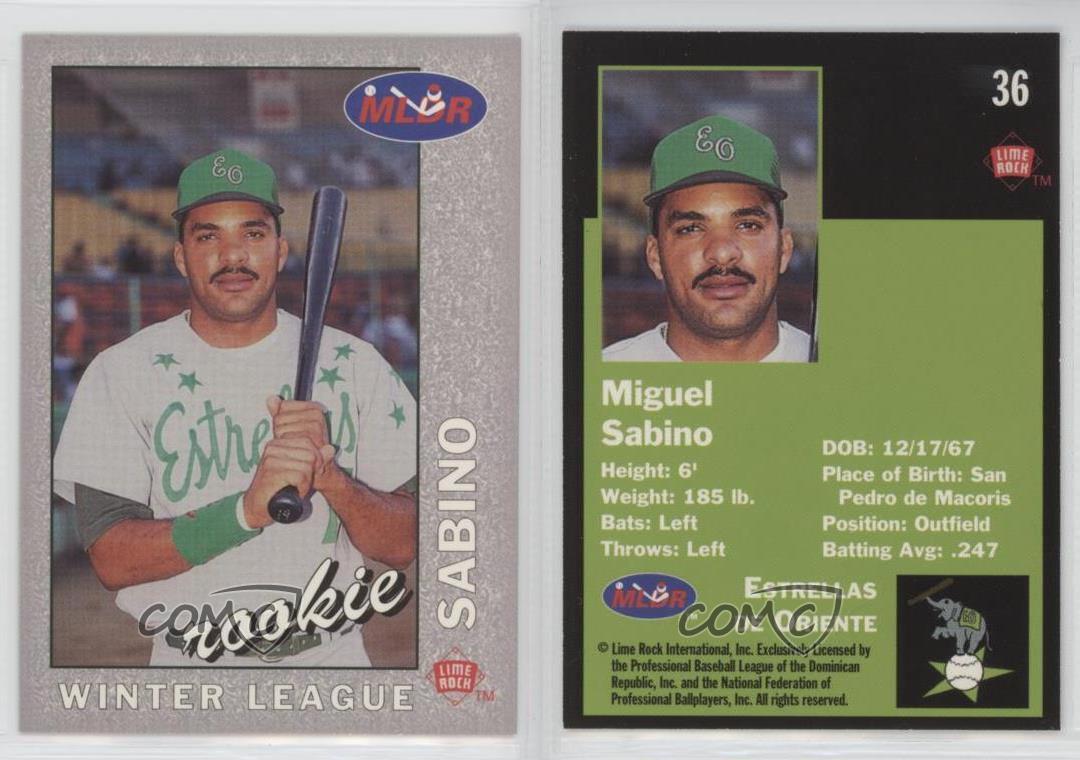 MLDR
EO
Estrellas
14
rookie
SABINO
WINTER LEAGUE
LIME
ROCK
TM
COMC
36
EO
LIME
ROCK
TM
Miguel
Sabino
Height: 6'
Weight: 185 lb.
Bats: Left
Throws: Left
DOB: 12/17/67
Place of Birth: San
Pedro de Macoris
Position: Outfield
Batting Avg: .247
MLDR
ESTRELLAS
DE ORIENTE
COMC
© Lime Rock International, Inc. Exclusively Licensed by
the Professional Baseball League of the Dominican
Republic, Inc. and the National Federation of
Professional Ballplayers, Inc. All rights reserved.